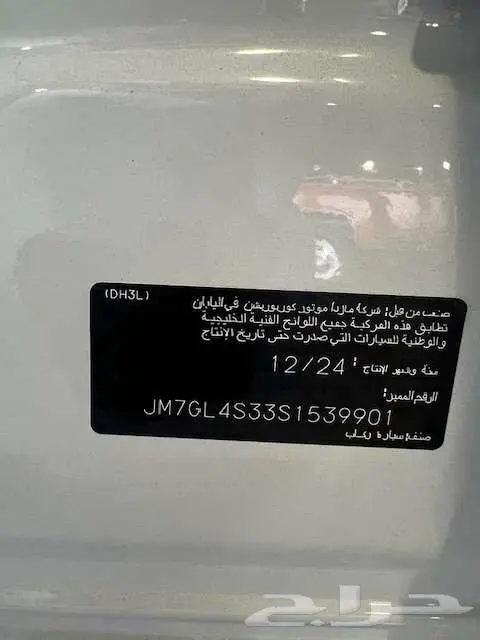 (DH3L)
صنف من قبل: شركة مازدا موتور كوربوريشن في اليابان
تطابق هذه المركبة جميع اللوائح الفنية الخليجية
والوطنية للسيارات التي صدرت حتى تاريخ الإنتاج
سنة وشهر الإنتاج: 12/24
الرقم المميز:
JM7GL4S33S1539901
صنف: سيارة ركاب
حراج